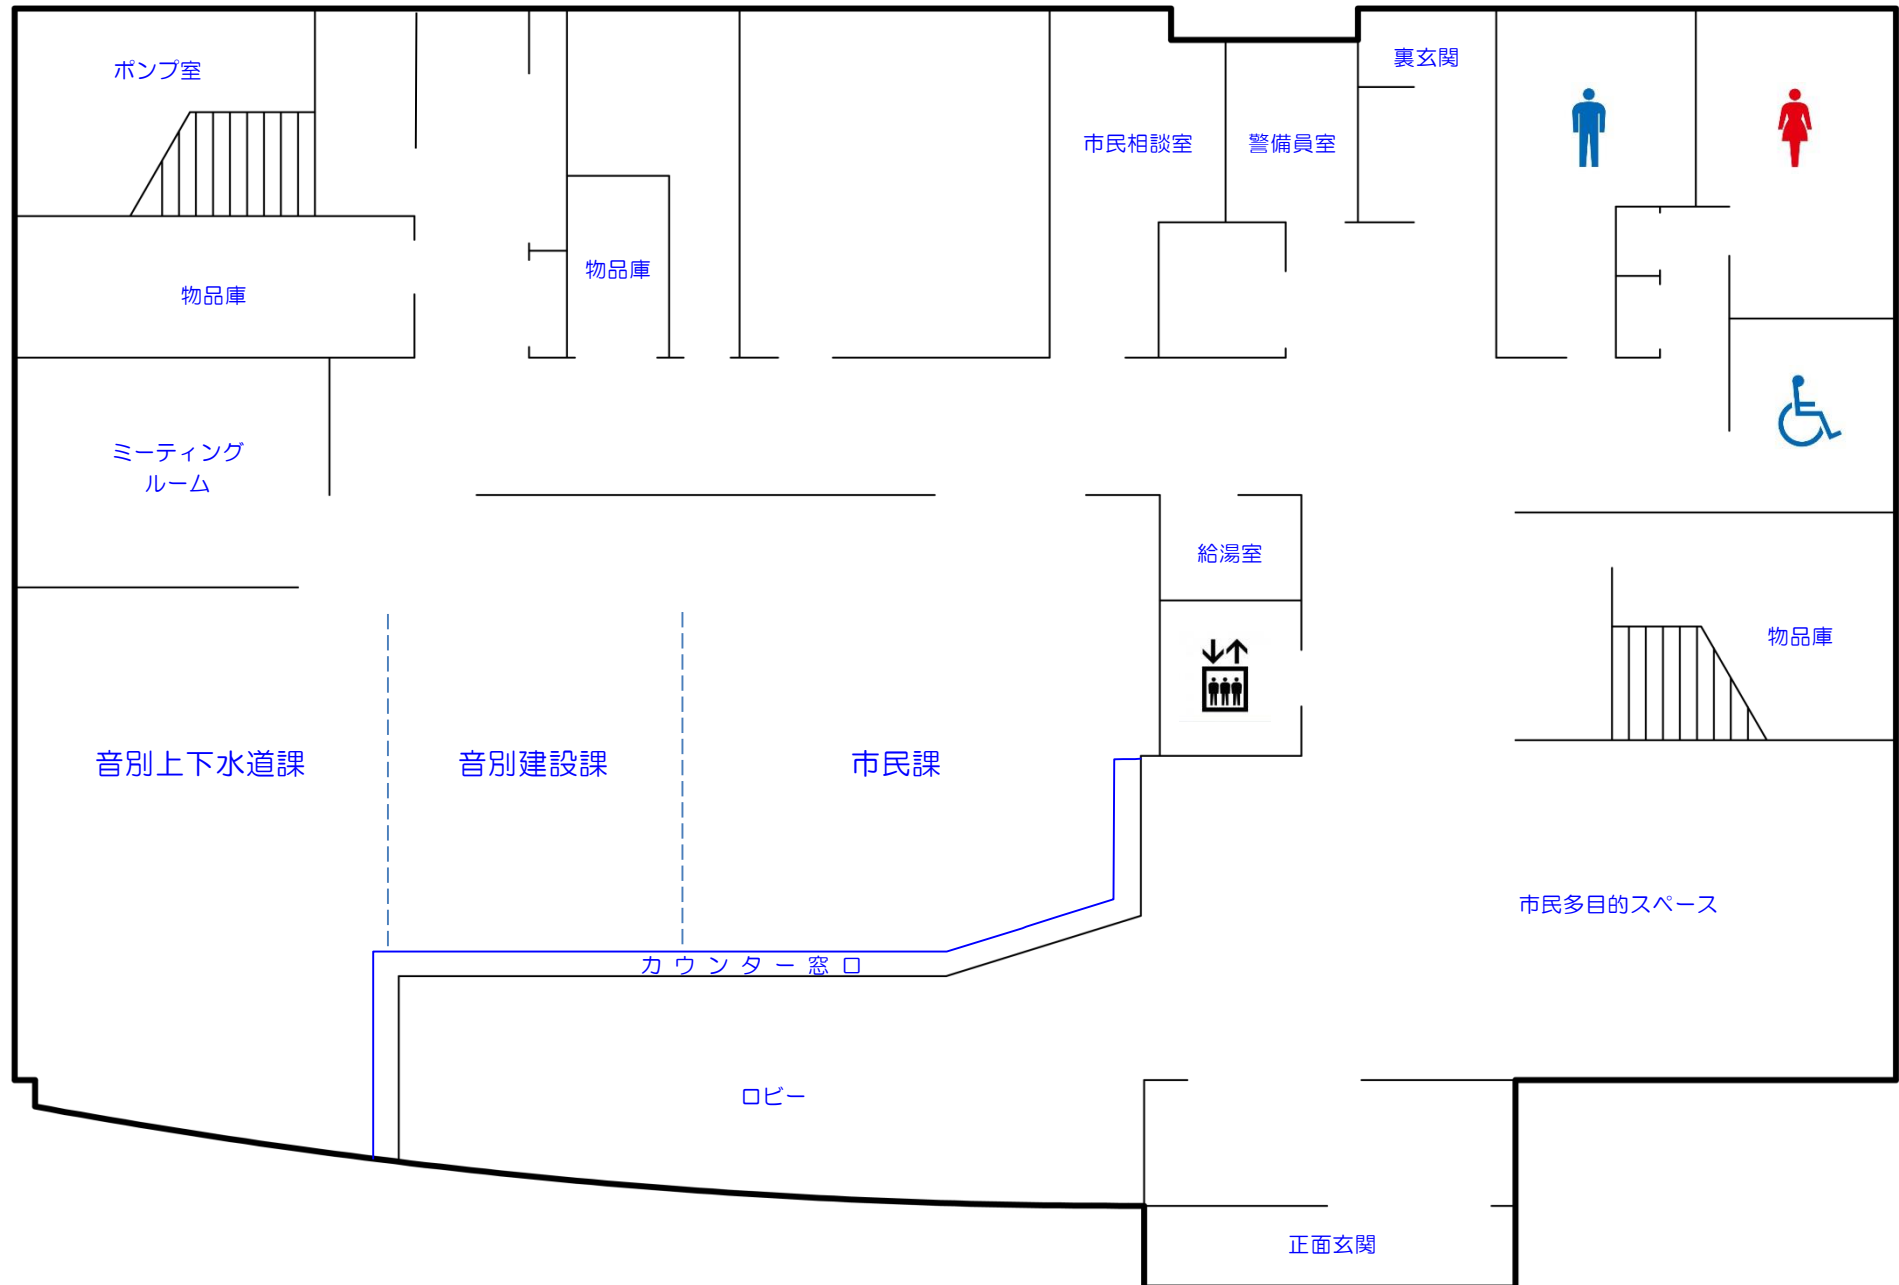 ポンプ室
裏玄関
市民相談室
警備員室
物品庫
物品庫
ミーティング
ルーム
給湯室
物品庫
音別上下水道課
音別建設課
市民課
市民多目的スペース
カウンター窓口
ロビー
正面玄関